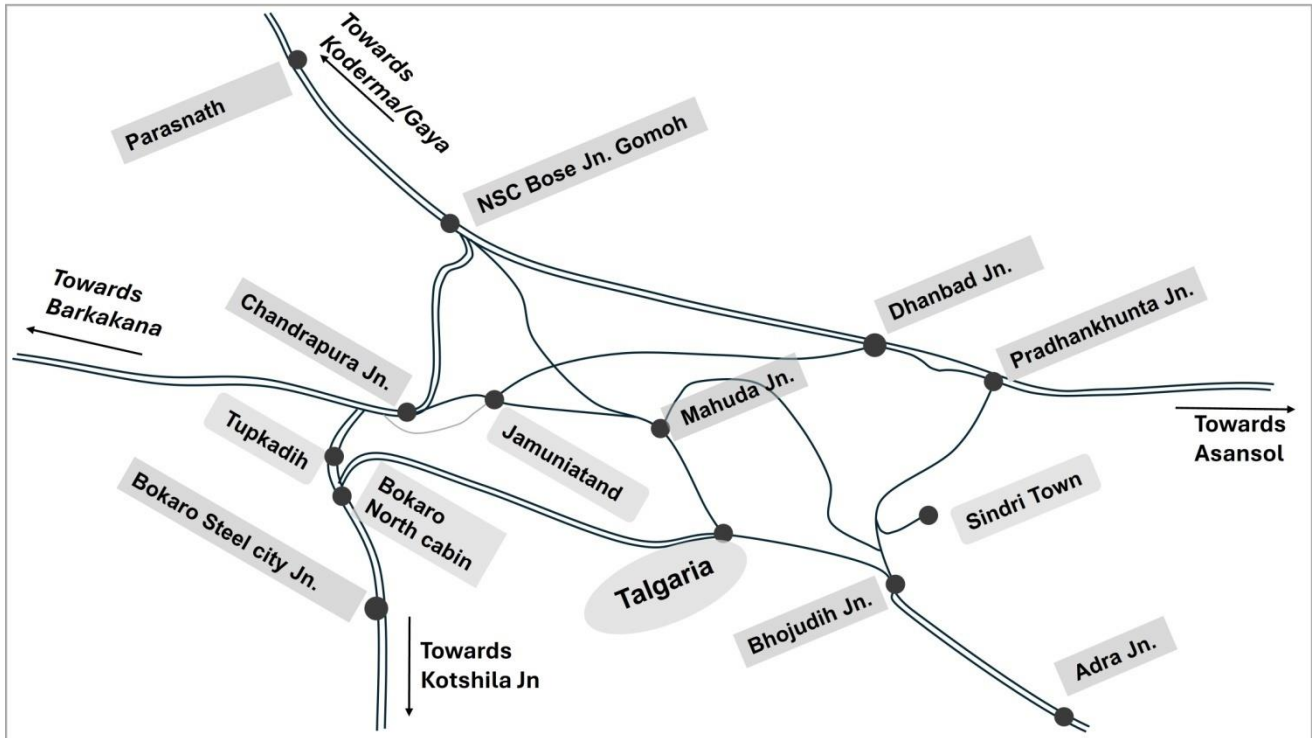 Towards
Koderma/Gaya
Parasnath
NSC Bose Jn. Gomoh
Towards
Barkakana
Chandrapura Jn.
Dhanbad Jn.
Pradhankhunta Jn.
Mahuda Jn.
Tupkadih
Jamuniatand
Towards
Asansol
Bokaro Steel city Jn.
Bokaro
North cabin
Sindri Town
Talgaria
Bhojudih Jn.
Towards
Kotshila Jn
Adra Jn.